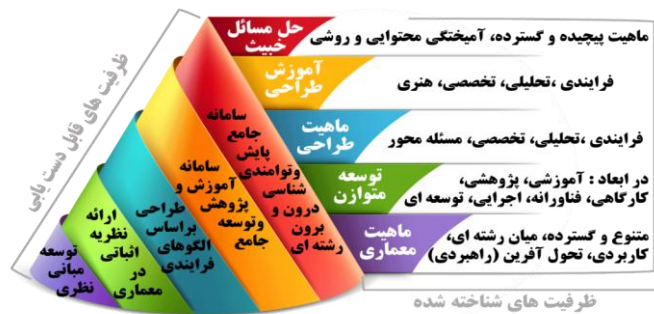 حل مسائل
خبیث
ماهیت پیچیده و گسترده، آمیختگی محتوایی و روشی
آموزش
طراحی
فرایندی ،تحلیلی، تخصصی، هنری
ماهیت
طراحی
فرایندی، تحلیلی، تخصصی، مسئله محور
توسعه
متوازن
در ابعاد : آموزشی، پژوهشی،
کارگاهی، فناورانه، اجرایی، توسعه ای
ماهیت
معماری
متنوع و گسترده، میان رشته ای،
کاربردی، تحول آفرین (راهبردی)
ظرفیت های شناخته شده
سامانه
جامع
پایش
وتوانمندی
شناسی
درون و
برون
رشته ای
سامانه
آموزش و
پژوهش
وتوسعه
جامع
طراحی
براساس
الگوهای
فرایندی
ارائه
نظریه
اثباتی
در
معماری
توسعه
مبانی
نظری
ظرفیت های قابل دست یابی